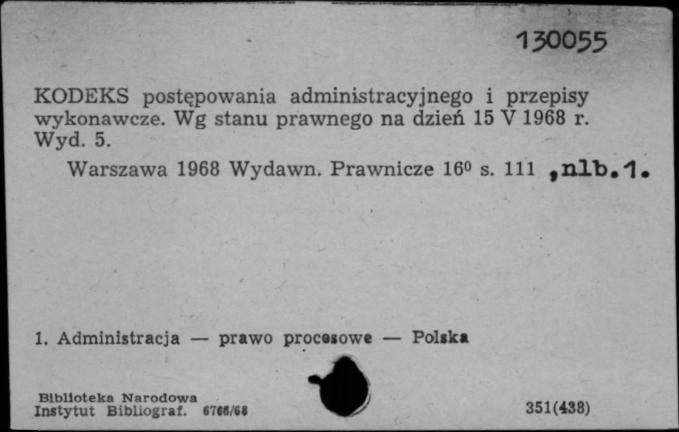 130055
KODEKS postępowania administracyjnego i przepisy
wykonawcze. Wg stanu prawnego na dzień 15 V 1968 r.
Wyd. 5.
Warszawa 1968 Wydawn. Prawnicze 16⁰ s. 111 ,nlb.1.
1. Administracja — prawo procesowe — Polska
Biblioteka Narodowa
Instytut Bibliograf. 6766/68 351(438)